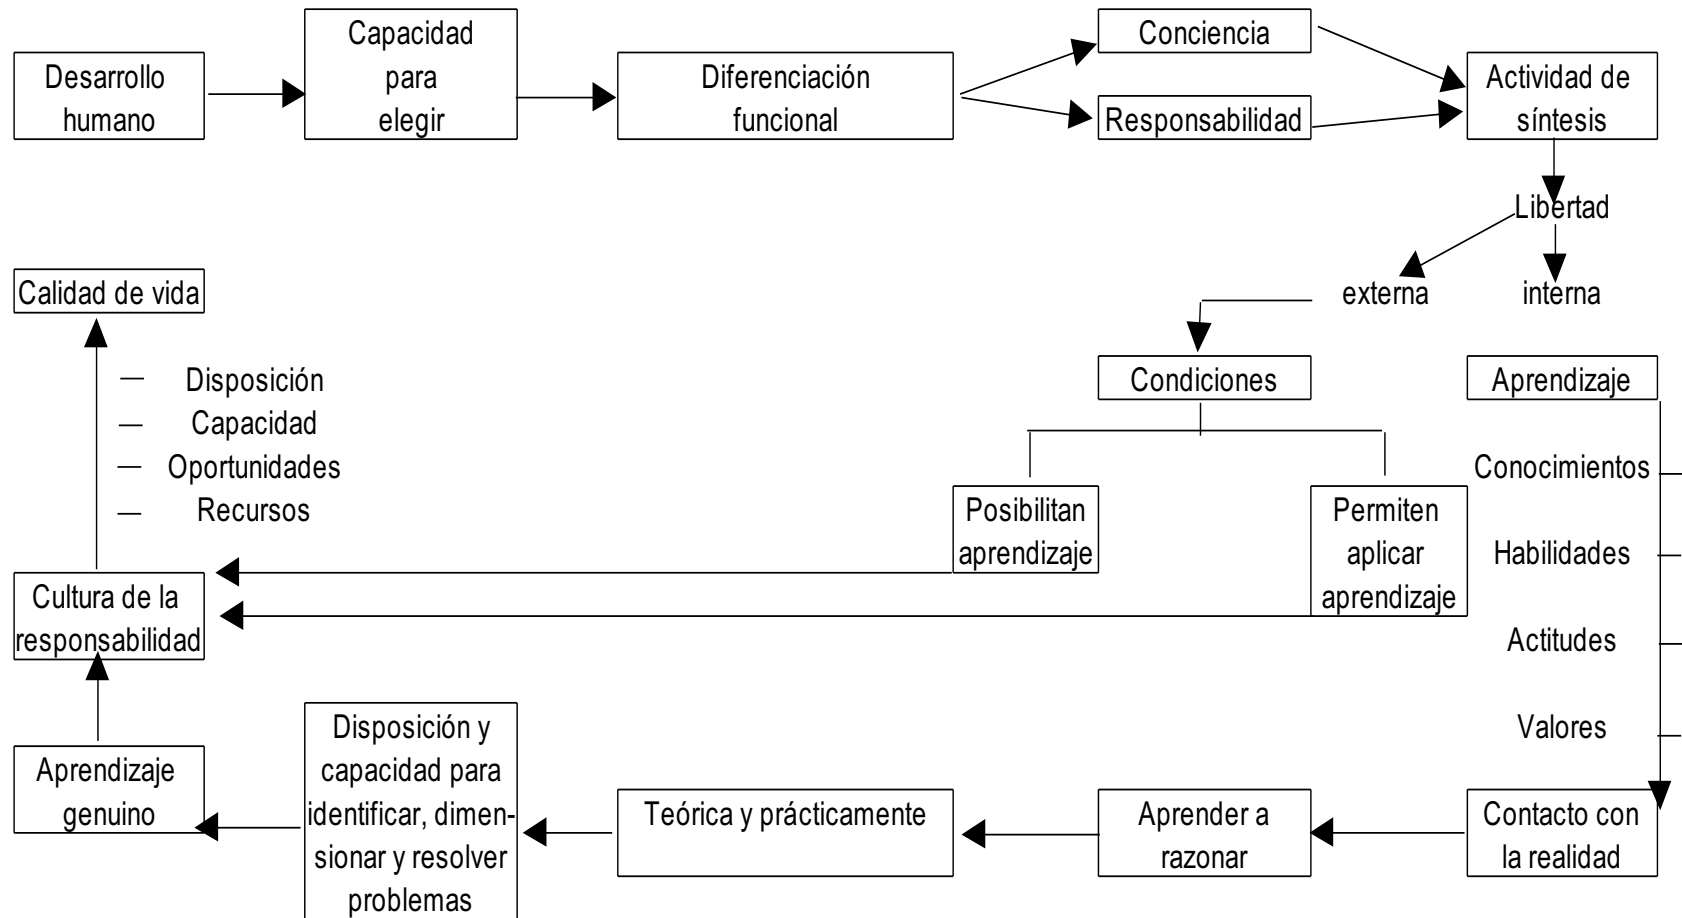 Desarrollo
humano
Capacidad
para
elegir
Diferenciación
funcional
Conciencia
Responsabilidad
Actividad de
síntesis
Libertad
externa
interna
Calidad de vida
— Disposición
— Capacidad
— Oportunidades
— Recursos
Condiciones
Aprendizaje
Posibilitan
aprendizaje
Permiten
aplicar
aprendizaje
Conocimientos
Habilidades
Actitudes
Valores
Cultura de la
responsabilidad
Aprendizaje
genuino
Disposición y
capacidad para
identificar, dimen-
sionar y resolver
problemas
Teórica y prácticamente
Aprender a
razonar
Contacto con
la realidad